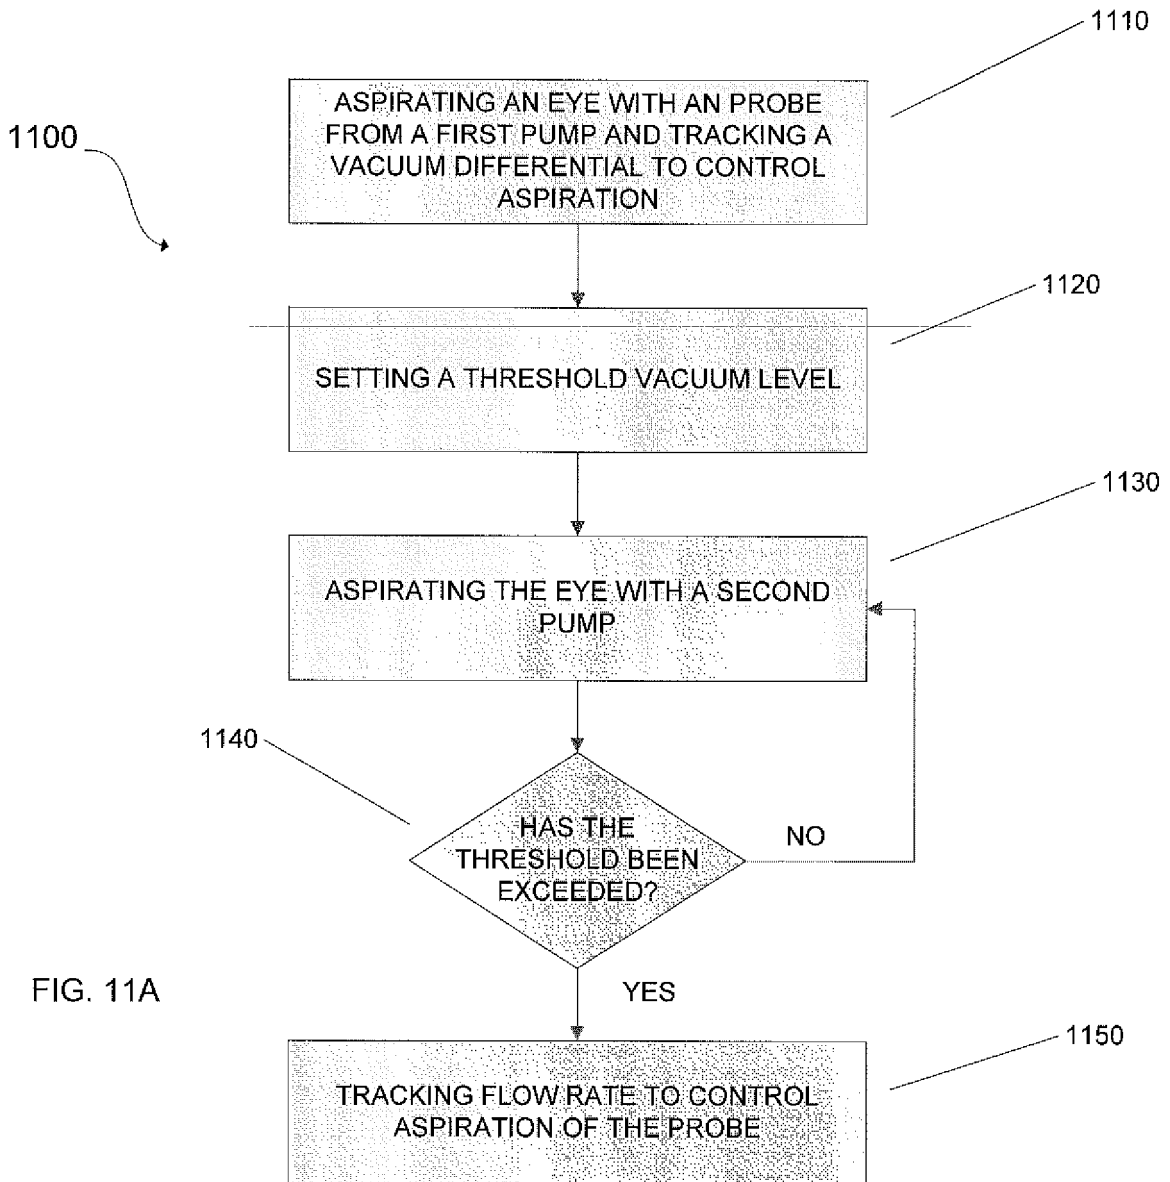 1110
ASPIRATING AN EYE WITH AN PROBE
FROM A FIRST PUMP AND TRACKING A
VACUUM DIFFERENTIAL TO CONTROL
ASPIRATION
1100
1120
SETTING A THRESHOLD VACUUM LEVEL
1130
ASPIRATING THE EYE WITH A SECOND
PUMP
1140
HAS THE
THRESHOLD BEEN
EXCEEDED?
NO
YES
FIG. 11A
1150
TRACKING FLOW RATE TO CONTROL
ASPIRATION OF THE PROBE